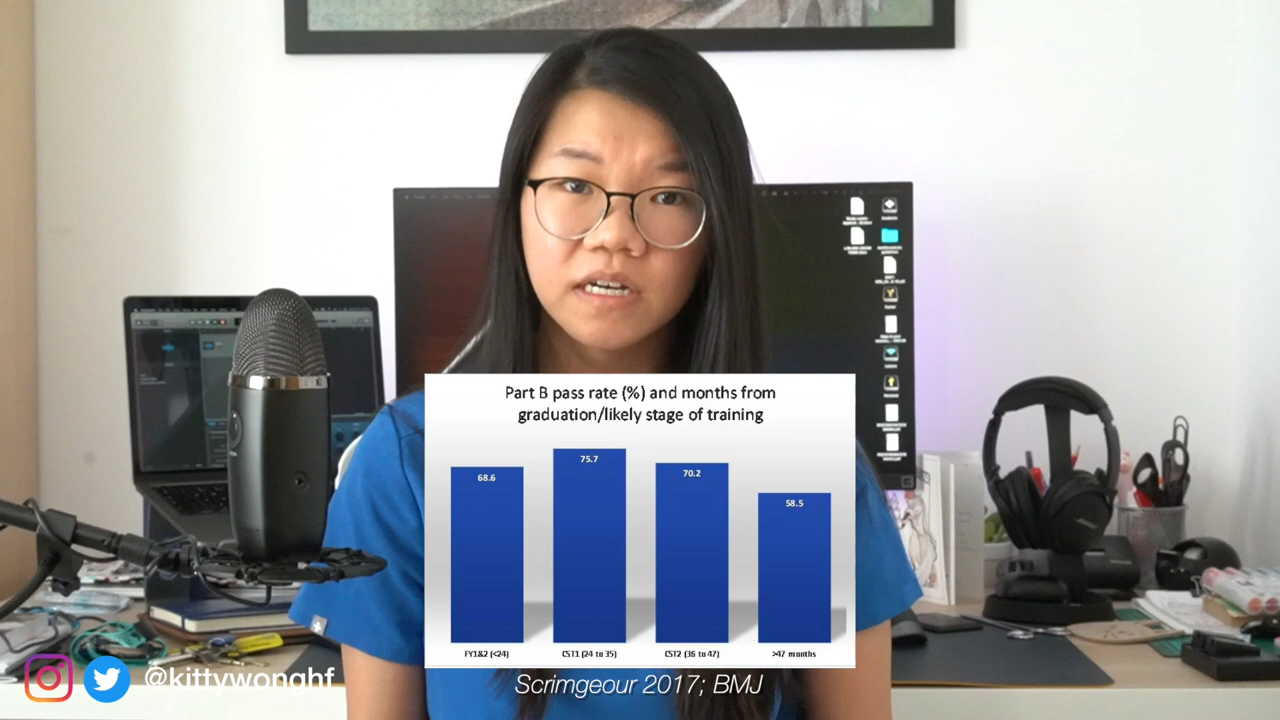 Part B pass rate (%) and months from
graduation/likely stage of training
68.6
75.7
70.2
58.5
FY1&2 (<24)
CST1 (24 to 35)
CST2 (36 to 47)
>47 months
@kittywonghf
Scrimgeour 2017; BMJ